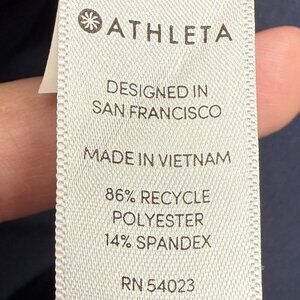 ATHLETA
DESIGNED IN
SAN FRANCISCO
MADE IN VIETNAM
86% RECYCLE
POLYESTER
14% SPANDEX
RN 54023